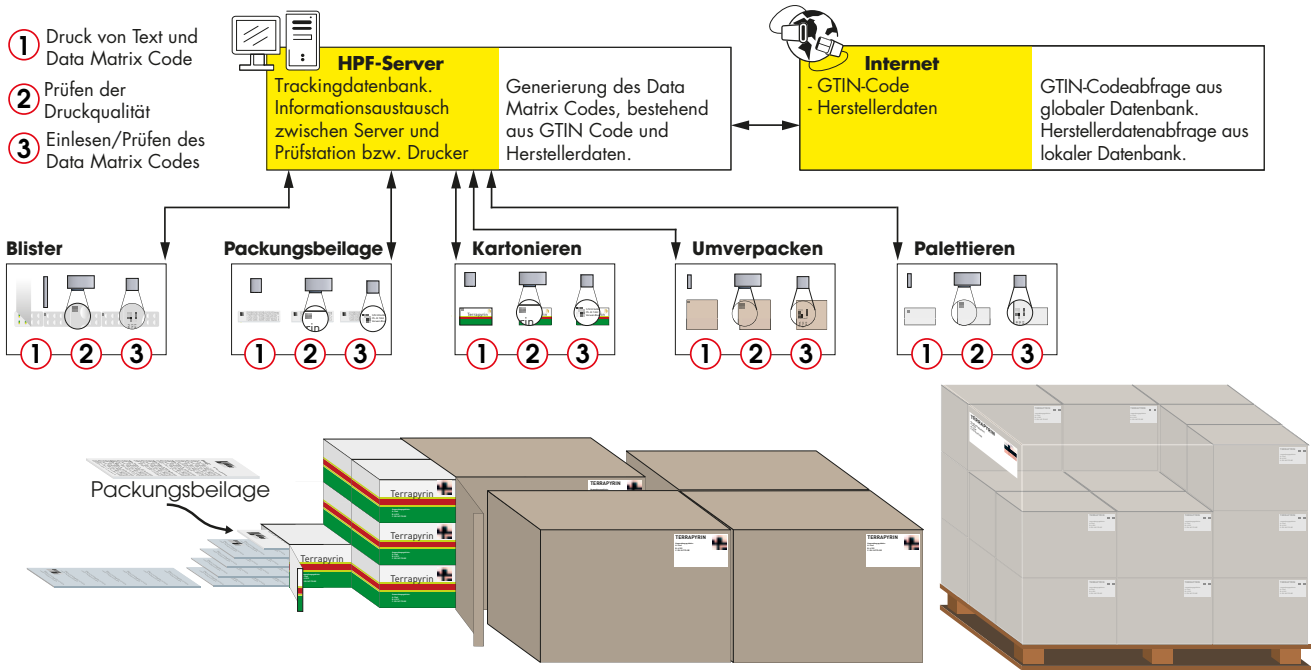 1 Druck von Text und
Data Matrix Code
2 Prüfen der
Druckqualität
3 Einlesen/Prüfen des
Data Matrix Codes
HPF-Server
Trackingdatenbank.
Informationsaustausch
zwischen Server und
Prüfstation bzw. Drucker
Generierung des Data
Matrix Codes, bestehend
aus GTIN Code und
Herstellerdaten.
Internet
- GTIN-Code
- Herstellerdaten
GTIN-Codeabfrage aus
globaler Datenbank.
Herstellerdatenabfrage aus
lokaler Datenbank.
Blister
1 2 3
Packungsbeilage
rin
1 2 3
Kartonieren
Terrapyrin
rin
1 2 3
Umverpacken
1 2 3
Palettieren
1 2 3
Packungsbeilage
Terrapyrin
Terrapyrin
Terrapyrin
Terrapyrin
TERRAPYRIN
TERRAPYRIN
TERRAPYRIN
TERRAPYRIN